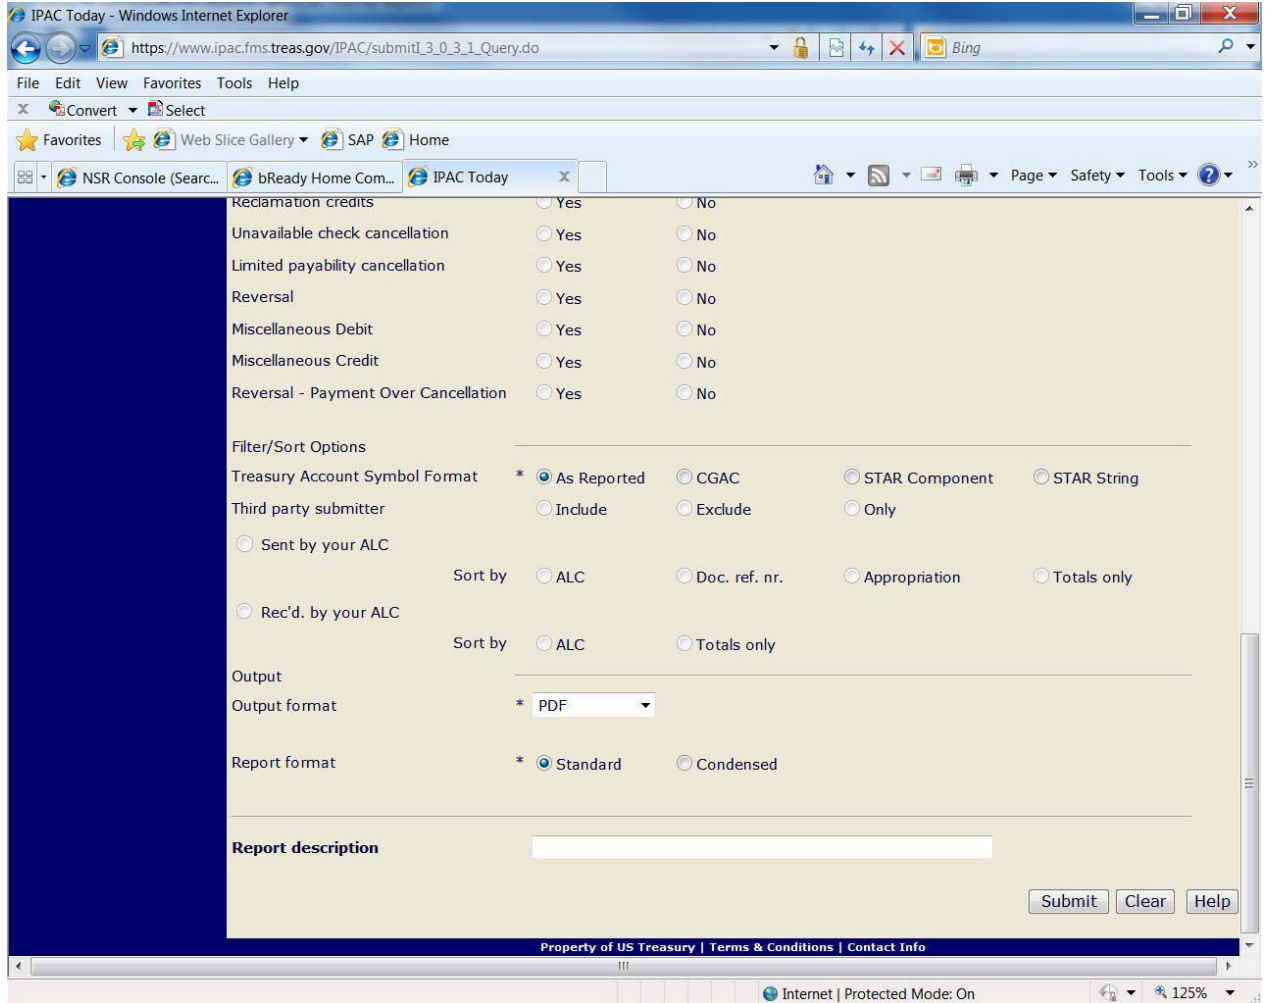 IPAC Today - Windows Internet Explorer
https://www.ipac.fms.treas.gov/IPAC/submitI_3_0_3_1_Query.do
Bing
File Edit View Favorites Tools Help
x Convert Select
Favorites Web Slice Gallery SAP Home
NSR Console (Searc... bReady Home Com... IPAC Today x Page Safety Tools »
Reclamation credits Yes No
Unavailable check cancellation Yes No
Limited payability cancellation Yes No
Reversal Yes No
Miscellaneous Debit Yes No
Miscellaneous Credit Yes No
Reversal - Payment Over Cancellation Yes No
Filter/Sort Options
Treasury Account Symbol Format * As Reported CGAC STAR Component STAR String
Third party submitter Include Exclude Only
Sent by your ALC
Sort by ALC Doc. ref. nr. Appropriation Totals only
Rec'd. by your ALC
Sort by ALC Totals only
Output
Output format * PDF
Report format * Standard Condensed
Report description
Submit Clear Help
Property of US Treasury | Terms & Conditions | Contact Info
Internet | Protected Mode: On 125%